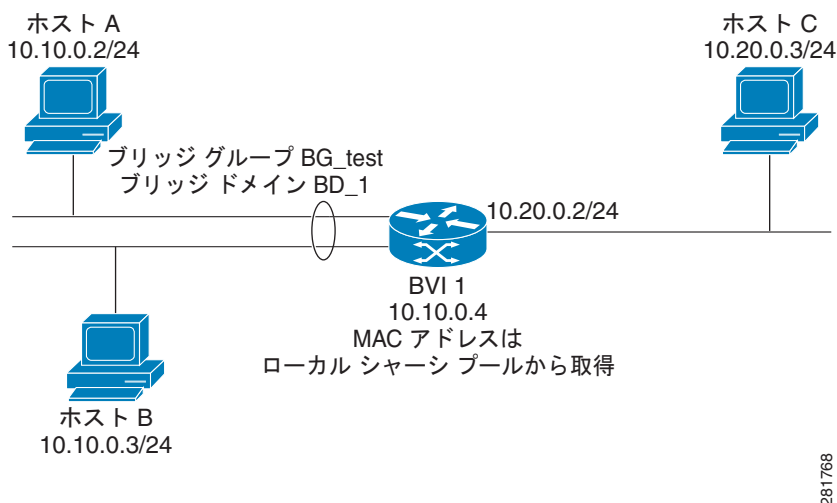 ホスト A
10.10.0.2/24
ホスト C
10.20.0.3/24
ブリッジ グループ BG_test
ブリッジ ドメイン BD_1
10.20.0.2/24
BVI 1
10.10.0.4
MAC アドレスは
ローカル シャーシ プールから取得
ホスト B
10.10.0.3/24
281768